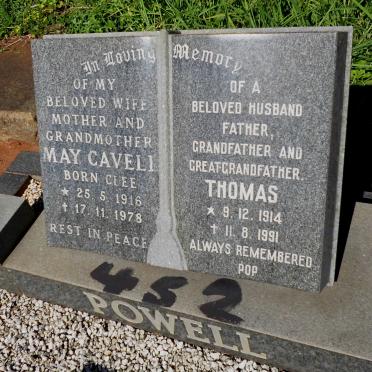 In Loving Memory
OF MY
BELOVED WIFE
MOTHER AND
GRANDMOTHER
MAY CAVELL
BORN CLEE
* 25. 5. 1916
† 17. 11. 1978
REST IN PEACE
OF A
BELOVED HUSBAND
FATHER,
GRANDFATHER AND
GREATGRANDFATHER.
THOMAS
* 9. 12. 1914
† 11. 8. 1991
ALWAYS REMEMBERED
POP
452
POWELL